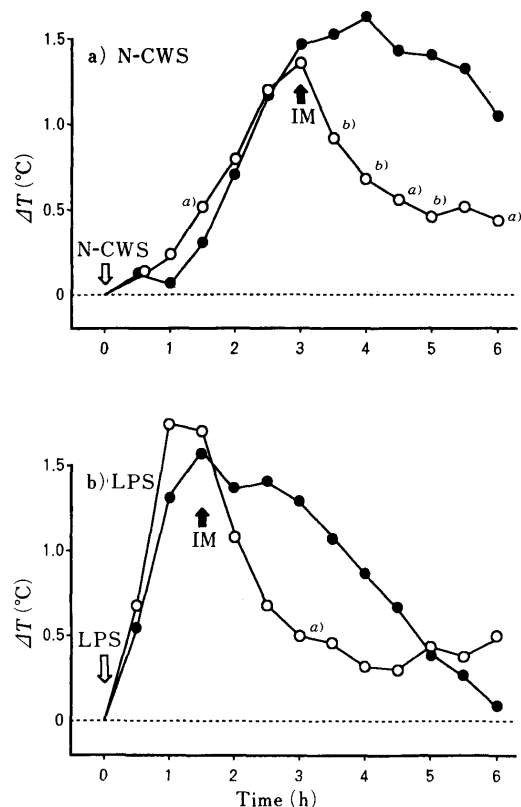 a) N-CWS
1.5
1.0
0.5
0
ΔT (°C)
N-CWS
IM
a)
b)
b)
a)
b)
a)
0 1 2 3 4 5 6
b) LPS
1.5
1.0
0.5
0
ΔT (°C)
LPS
IM
a)
0 1 2 3 4 5 6
Time (h)